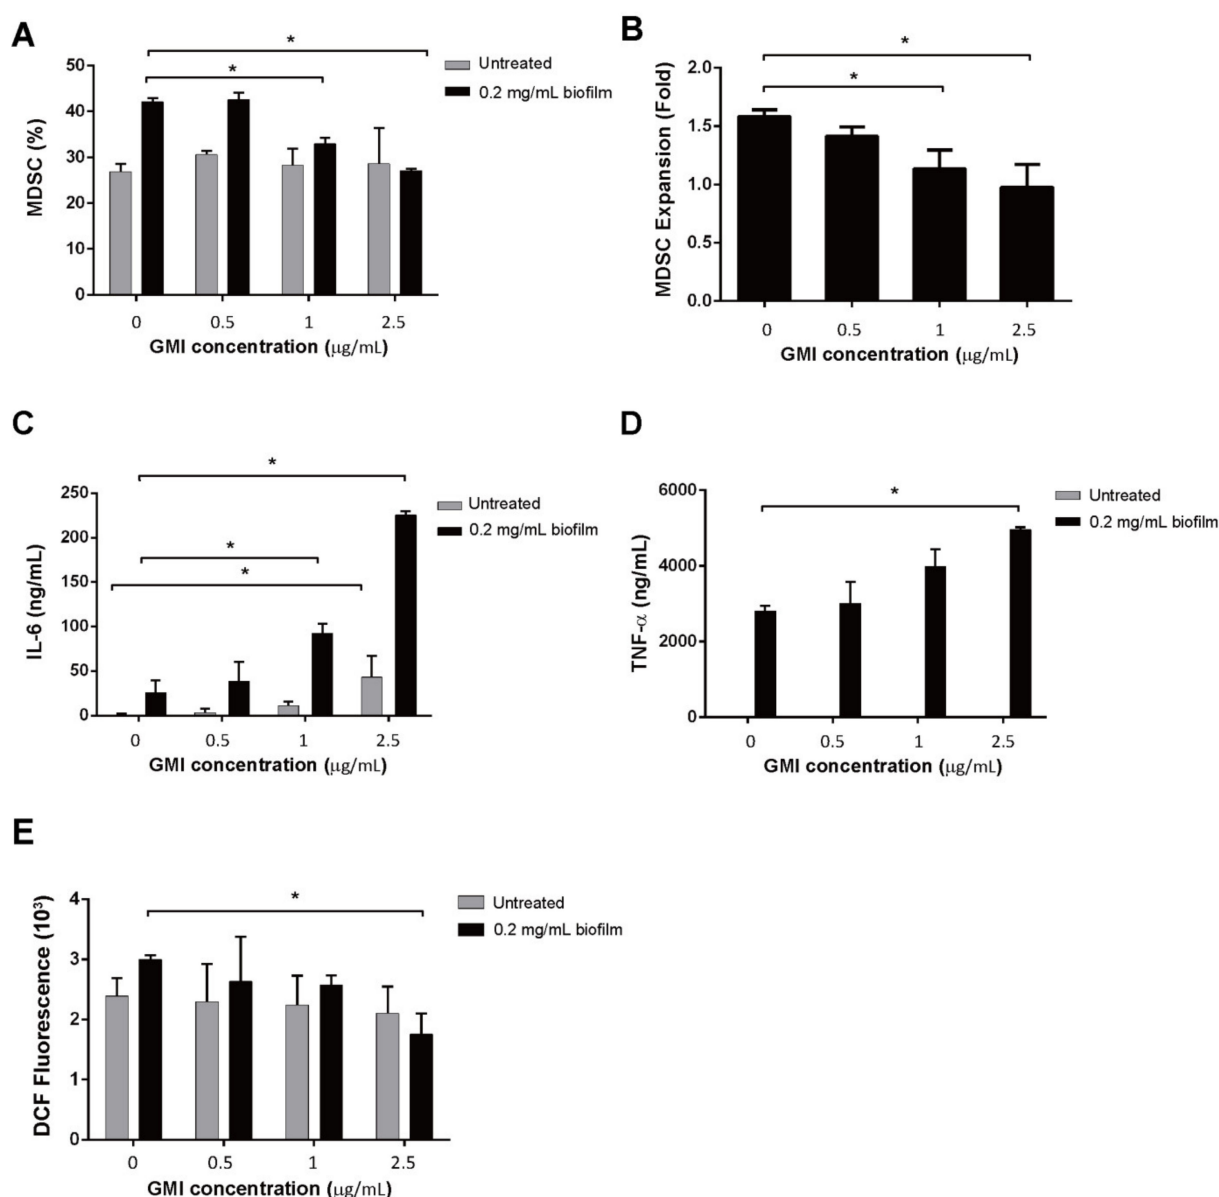 A
*
*
50
40
30
20
10
0
MDSC (%)
Untreated
0.2 mg/mL biofilm
0 0.5 1 2.5
GMI concentration (μg/mL)
B
*
*
2.0
1.5
1.0
0.5
0.0
MDSC Expansion (Fold)
0 0.5 1 2.5
GMI concentration (μg/mL)
C
*
*
*
250
200
150
100
50
0
IL-6 (ng/mL)
Untreated
0.2 mg/mL biofilm
0 0.5 1 2.5
GMI concentration (μg/mL)
D
*
6000
4000
2000
0
TNF-α (ng/mL)
Untreated
0.2 mg/mL biofilm
0 0.5 1 2.5
GMI concentration (μg/mL)
E
*
4
3
2
1
0
DCF Fluorescence (10³)
Untreated
0.2 mg/mL biofilm
0 0.5 1 2.5
GMI concentration (μg/mL)